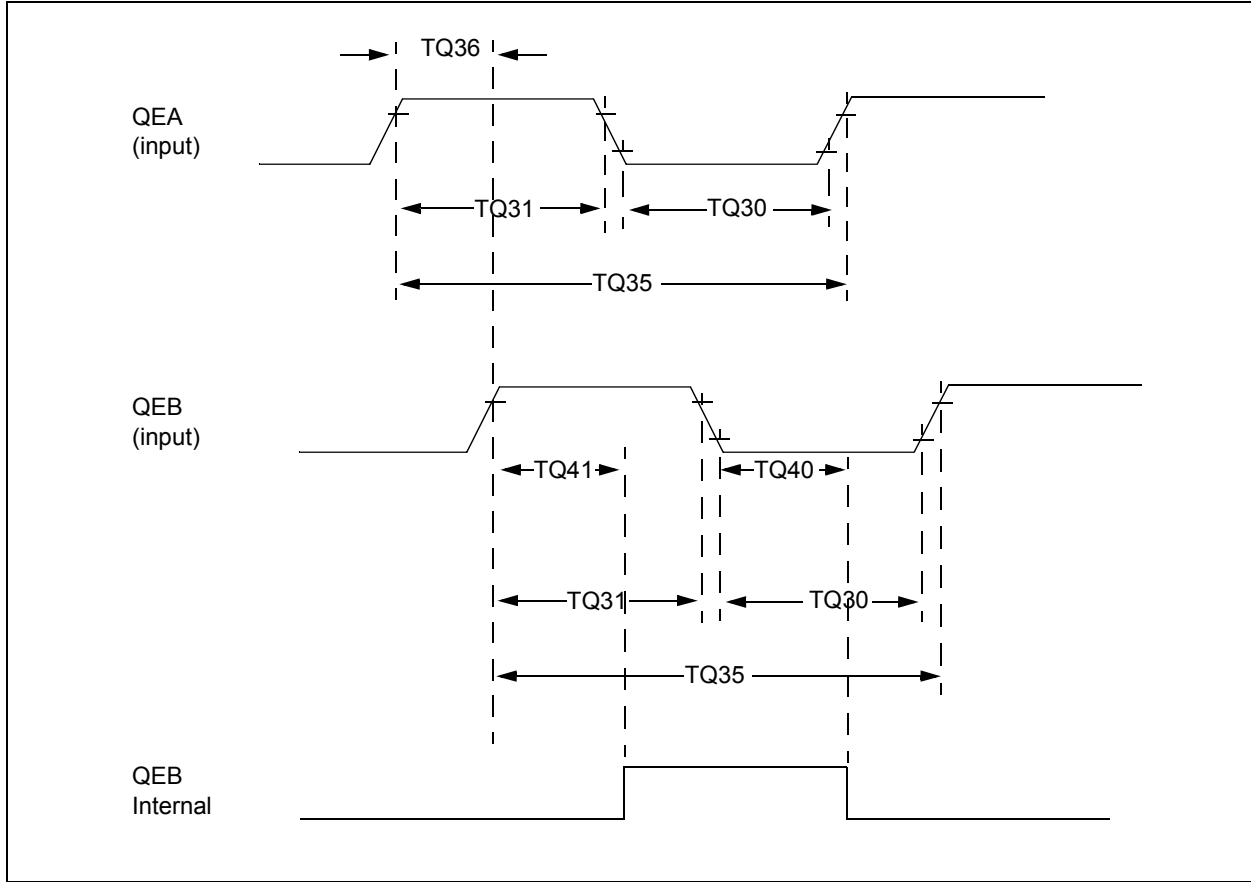 TQ36
QEA
(input)
TQ31
TQ30
TQ35
QEB
(input)
TQ41
TQ40
TQ31
TQ30
TQ35
QEB
Internal